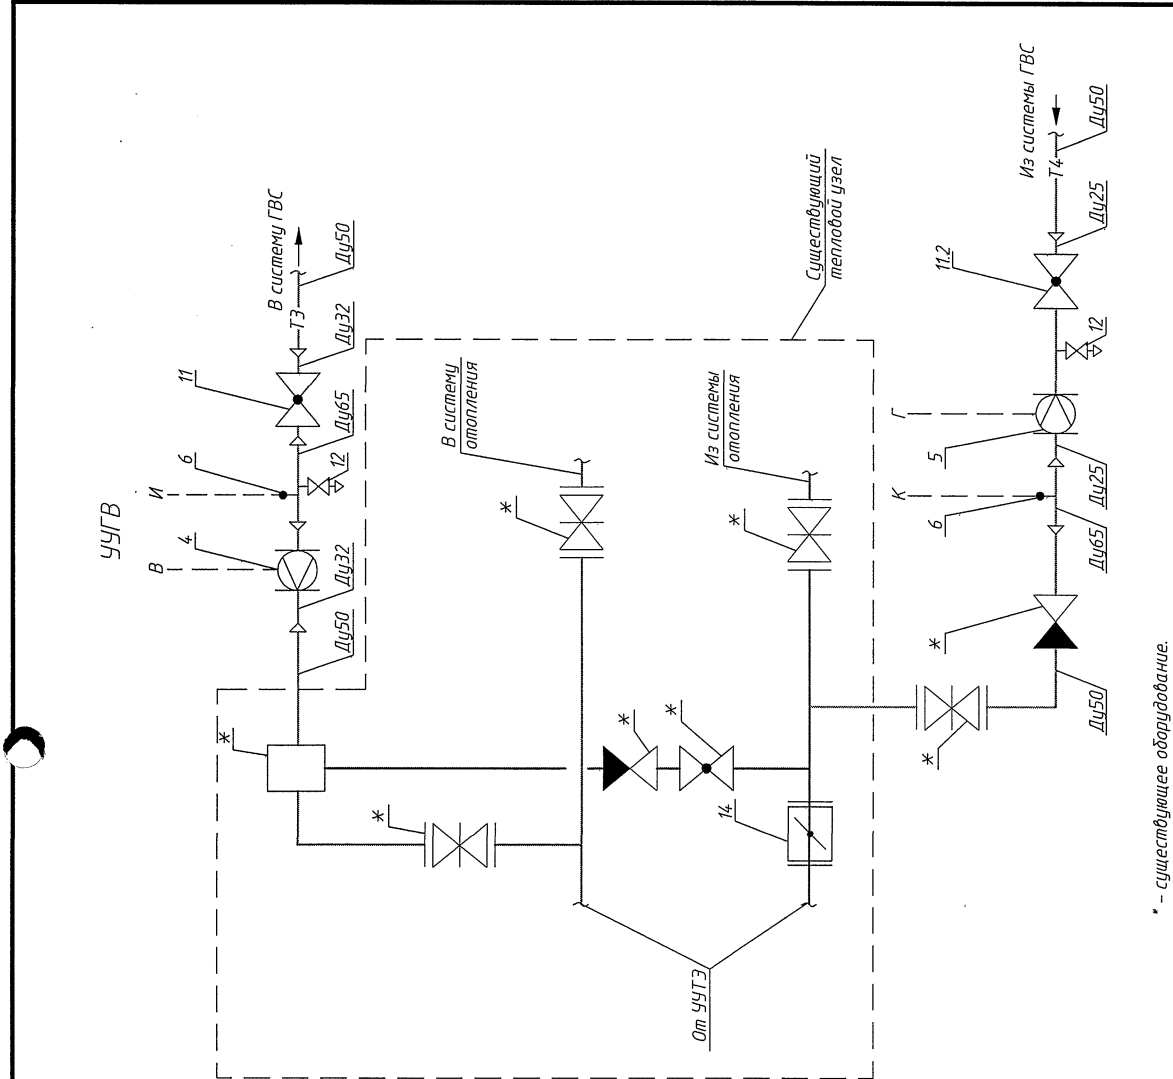 УУГВ
В
4
И
6
11
12
Ду50
Ду32
Ду65
Ду32
Т3
В систему ГВС
Ду50
*
*
В систему
отопления
*
Из системы
отопления
*
*
*
14
От УУТЭ
Существующий
тепловой узел
К
6
Г
5
12
11.2
Из системы ГВС
Т4
Ду50
Ду25
Ду25
Ду65
*
*
Ду50
* – существующее оборудование.